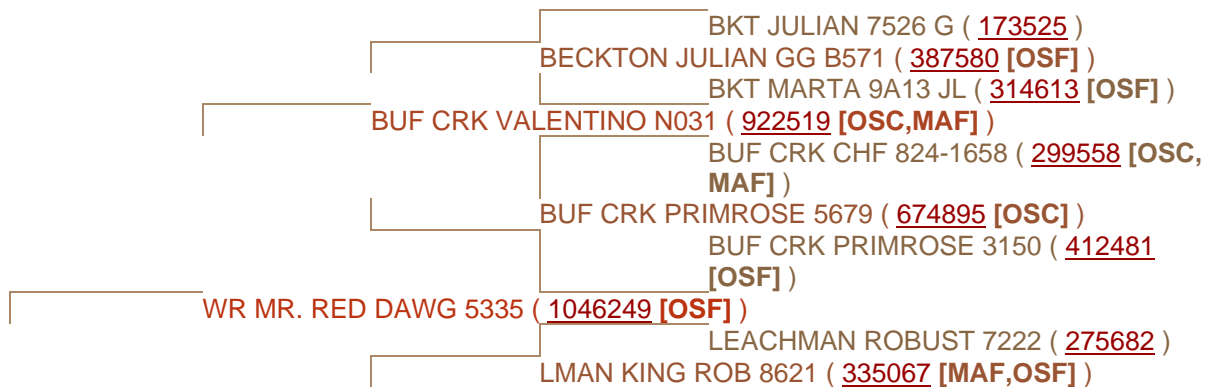 BKT JULIAN 7526 G ( 173525 )
BECKTON JULIAN GG B571 ( 387580 [OSF] )
BKT MARTA 9A13 JL ( 314613 [OSF] )
BUF CRK VALENTINO N031 ( 922519 [OSC,MAF] )
BUF CRK CHF 824-1658 ( 299558 [OSC,
MAF] )
BUF CRK PRIMROSE 5679 ( 674895 [OSC] )
BUF CRK PRIMROSE 3150 ( 412481
[OSF] )
WR MR. RED DAWG 5335 ( 1046249 [OSF] )
LEACHMAN ROBUST 7222 ( 275682 )
LMAN KING ROB 8621 ( 335067 [MAF,OSF] )